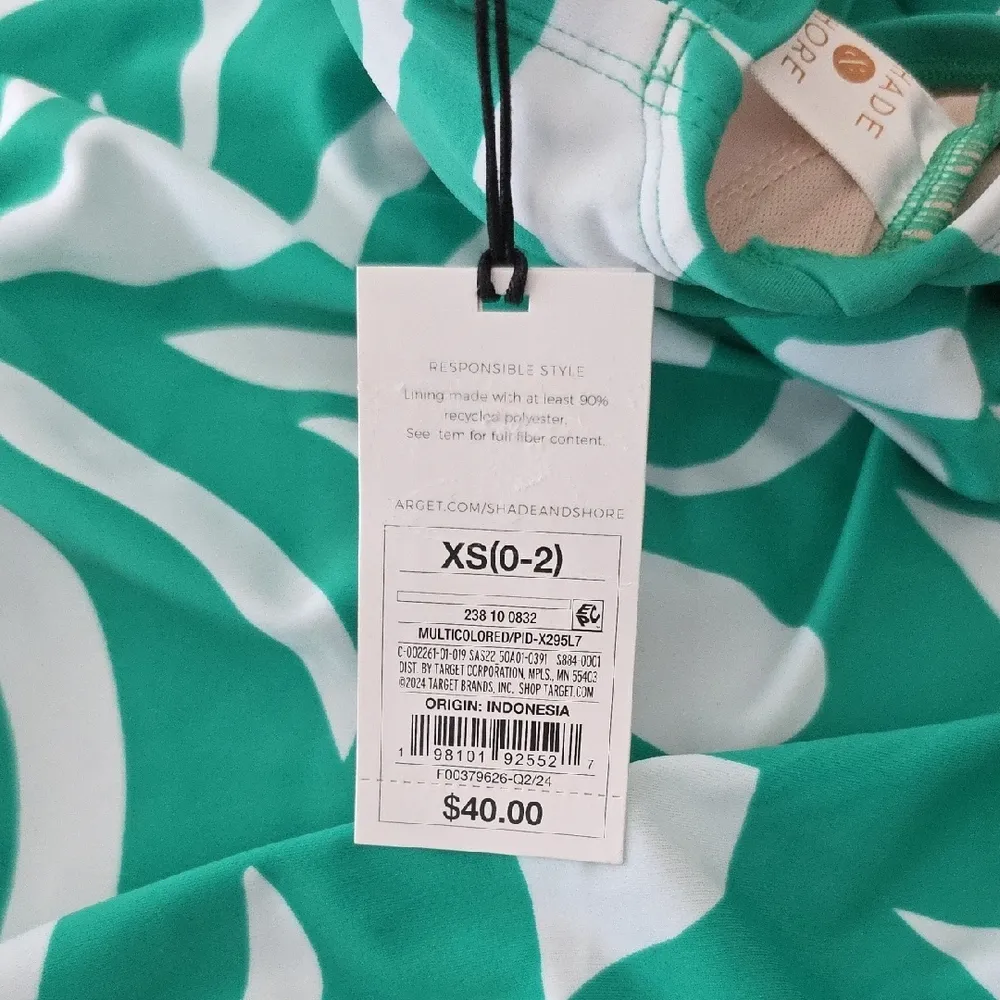 SHORE
SHADE
RESPONSIBLE STYLE
Lining made with at least 90%
recycled polyester.
See tem for full fiber content.
ARGET.COM/SHADEANDSHORE
XS(0-2)
238 10 0832
EPC
MULTICOLORED/PID-X295L7
C-002261-01-019 SAS22 50A01-0391 S884 0001
DIST. BY TARGET CORPORATION, MPLS., MN 55403
©2024 TARGET BRANDS, INC. SHOP TARGET.COM
ORIGIN: INDONESIA
1 98101 92552 7
F00379626-Q2/24
$40.00